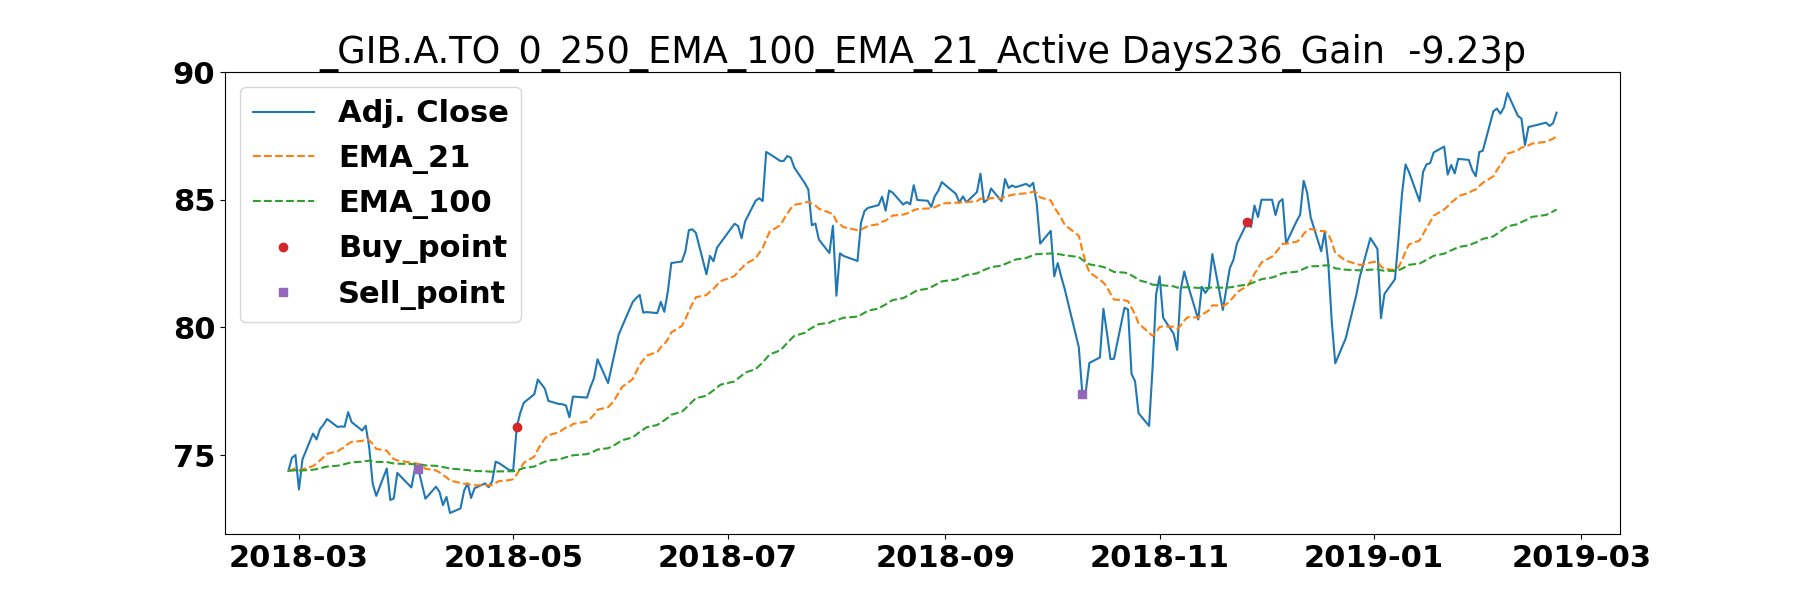 _GIB.A.TO_0_250_EMA_100_EMA_21_Active Days236_Gain  -9.23p
90
85
80
75
Adj. Close
EMA_21
EMA_100
Buy_point
Sell_point
2018-03 2018-05 2018-07 2018-09 2018-11 2019-01 2019-03